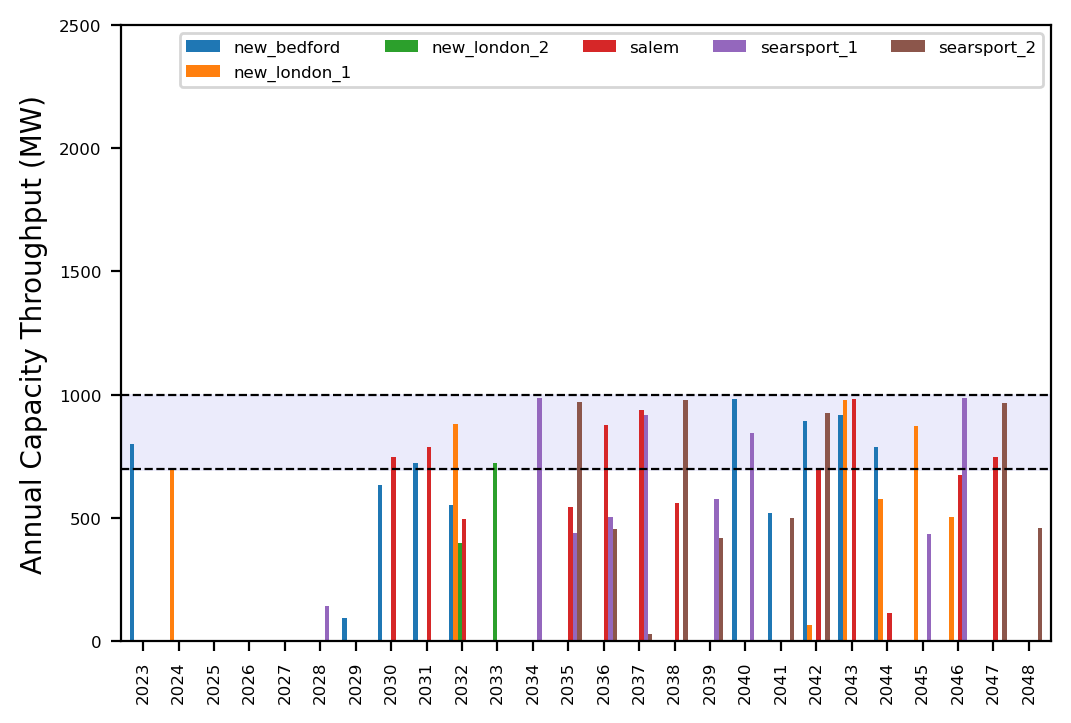 2500
2000
1500
1000
500
0
Annual Capacity Throughput (MW)
new_bedford new_london_2 salem searsport_1 searsport_2
new_london_1
2023 2024 2025 2026 2027 2028 2029 2030 2031 2032 2033 2034 2035 2036 2037 2038 2039 2040 2041 2042 2043 2044 2045 2046 2047 2048